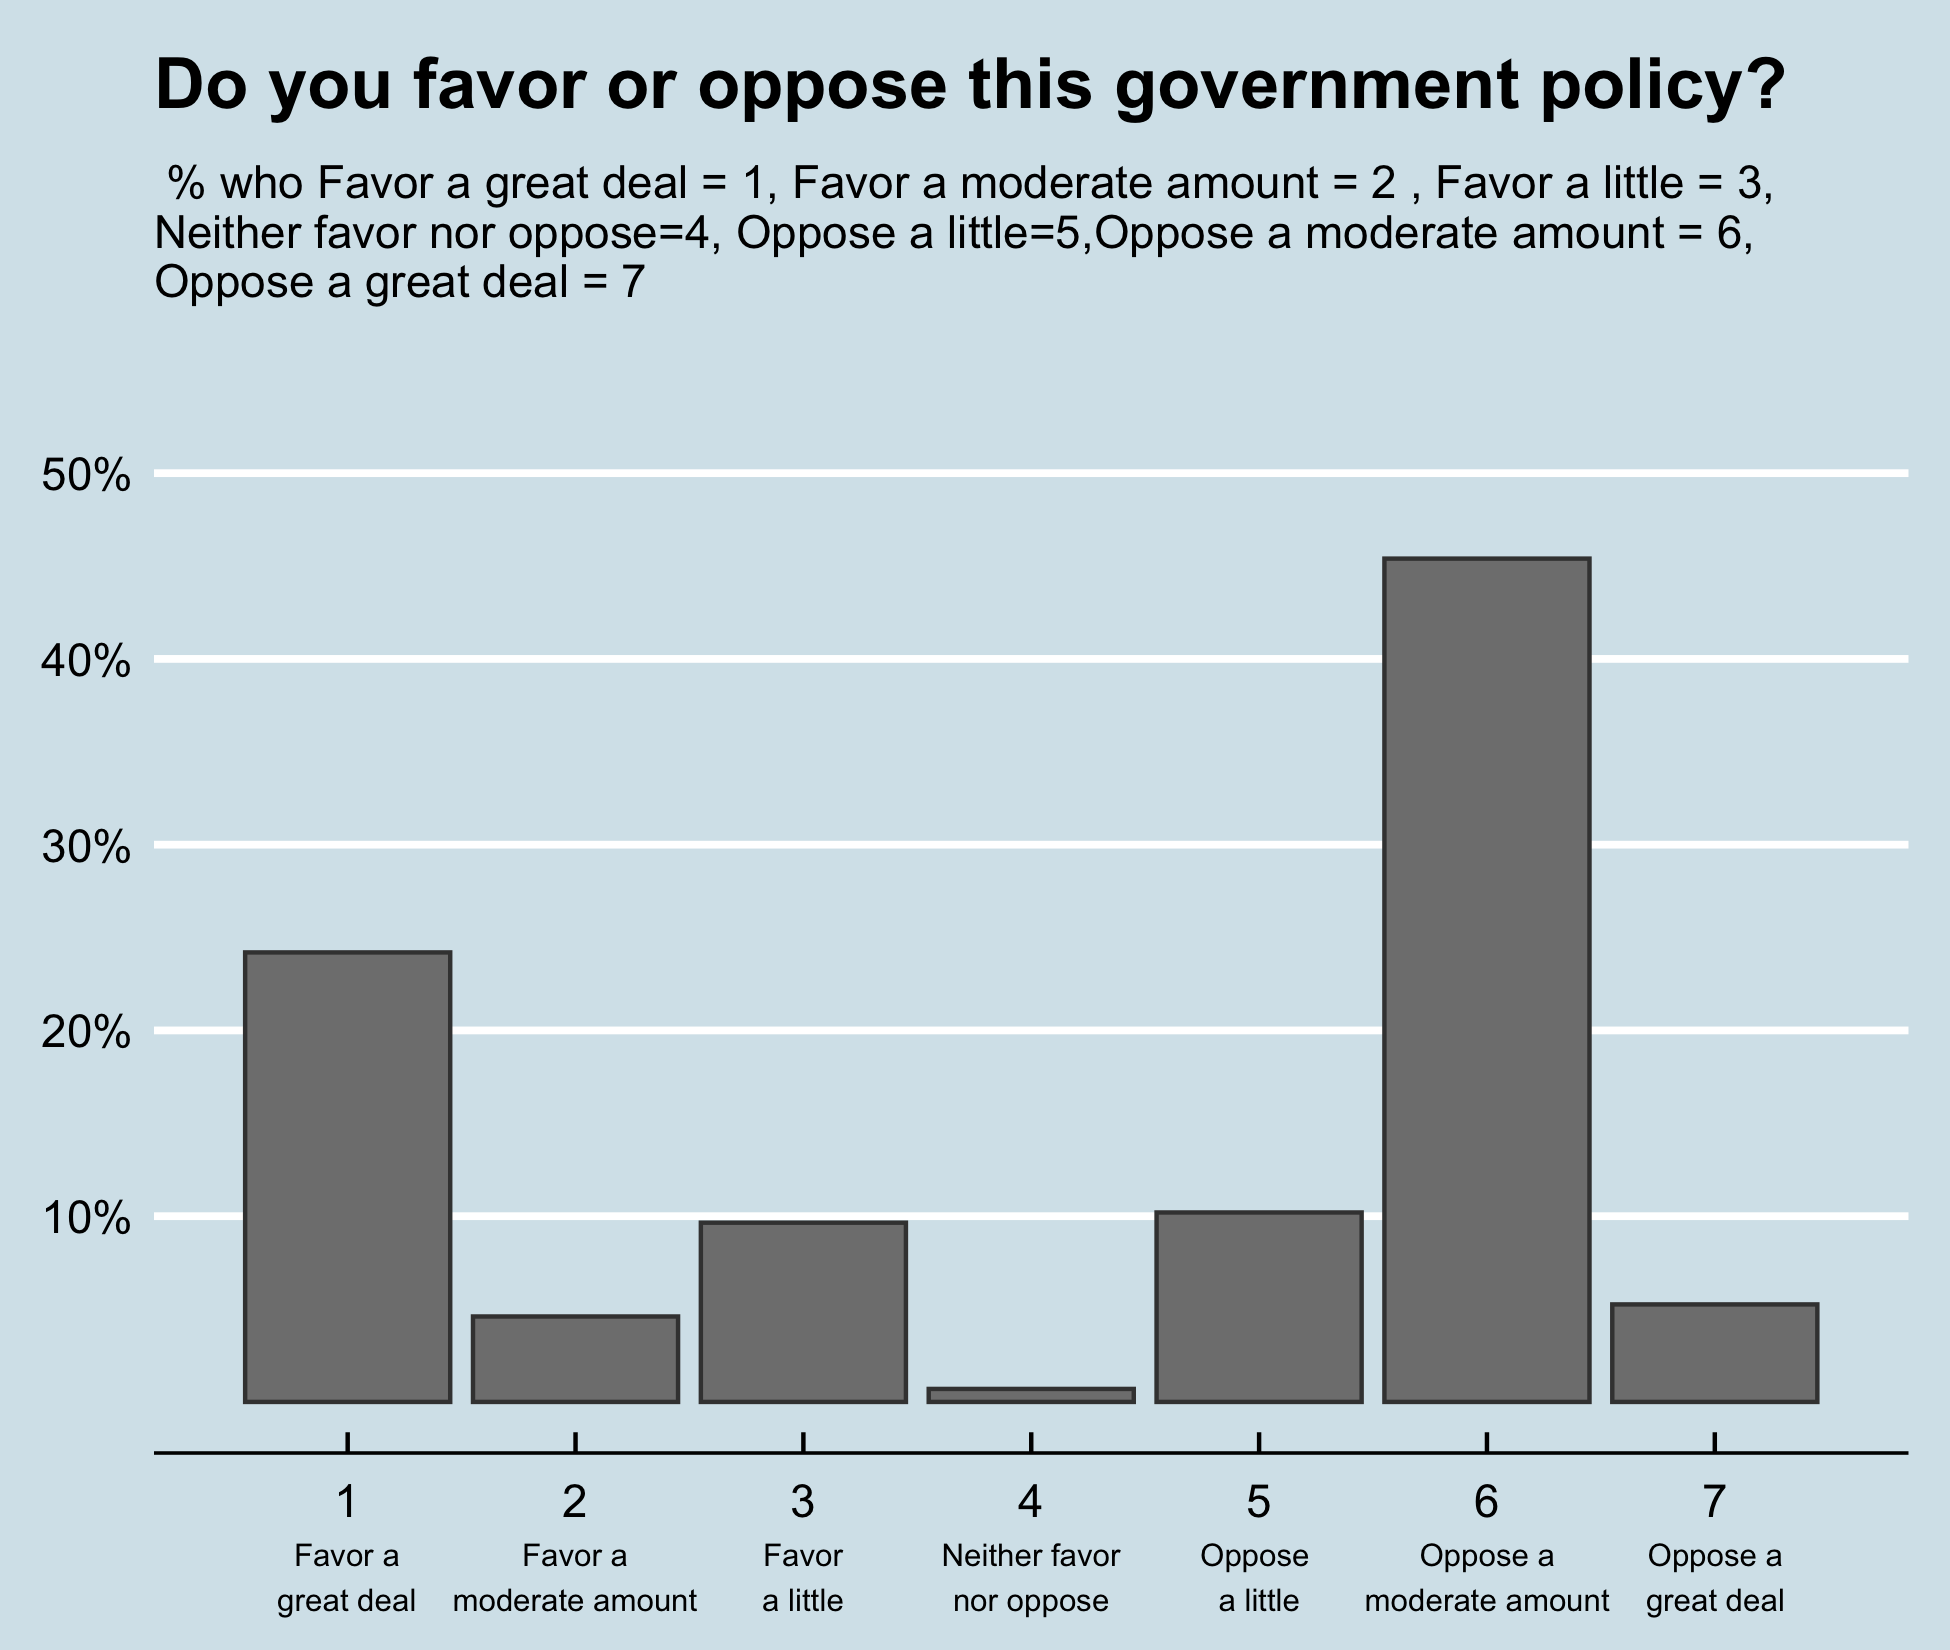 Do you favor or oppose this government policy?
% who Favor a great deal = 1, Favor a moderate amount = 2 , Favor a little = 3,
Neither favor nor oppose=4, Oppose a little=5,Oppose a moderate amount = 6,
Oppose a great deal = 7
50%
40%
30%
20%
10%
1 2 3 4 5 6 7
Favor a Favor a Favor Neither favor Oppose Oppose a Oppose a
great deal moderate amount a little nor oppose a little moderate amount great deal